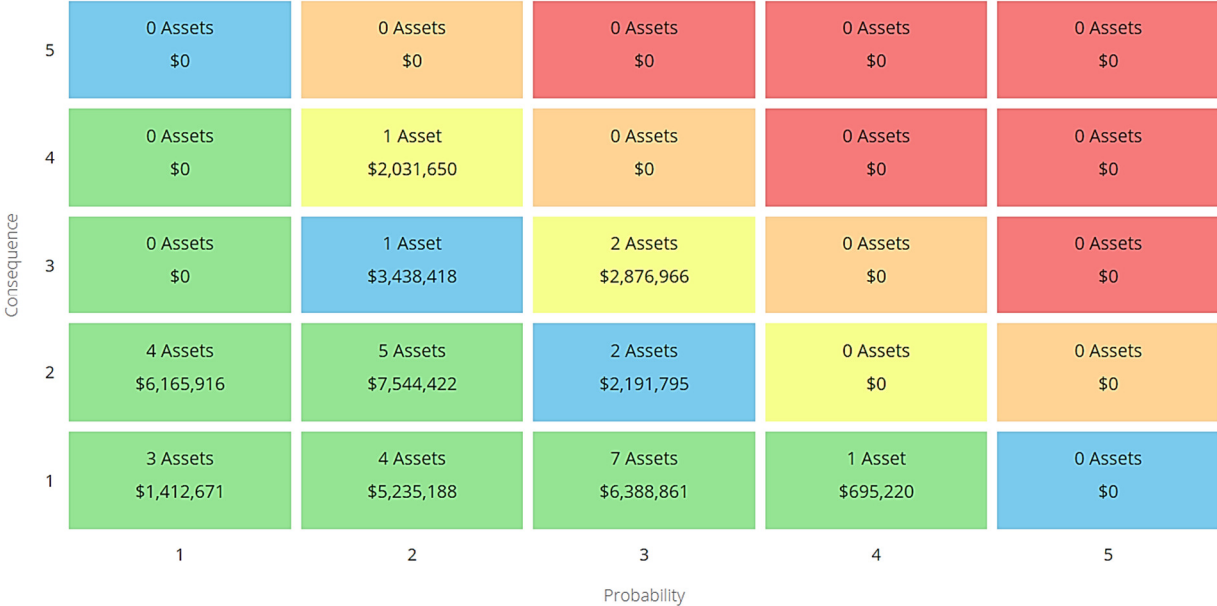 0 Assets
$0
0 Assets
$0
0 Assets
$0
0 Assets
$0
0 Assets
$0
5
0 Assets
$0
1 Asset
$2,031,650
0 Assets
$0
0 Assets
$0
0 Assets
$0
4
0 Assets
$0
1 Asset
$3,438,418
2 Assets
$2,876,966
0 Assets
$0
0 Assets
$0
3
Consequence
4 Assets
$6,165,916
5 Assets
$7,544,422
2 Assets
$2,191,795
0 Assets
$0
0 Assets
$0
2
3 Assets
$1,412,671
4 Assets
$5,235,188
7 Assets
$6,388,861
1 Asset
$695,220
0 Assets
$0
1
1
2
3
4
5
Probability